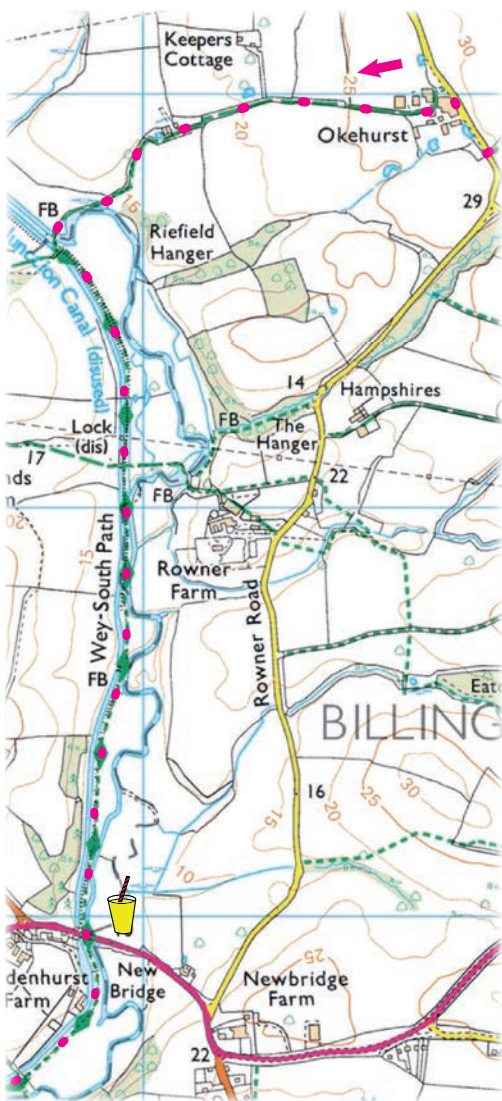 Keepers
Cottage
30
25
20
Okehurst
15
FB
29
Riefield
Hanger
Junction Canal (disused)
14
Hampshires
FB
The
Hanger
Lock
(dis)
17
nds
22
FB
20
15
Wey-South Path
Rowner
Farm
Rowner Road
FB
Eat
BILLING
16
15
20
25
30
10
denhurst
Farm
New
Bridge
Newbridge
Farm
25
22